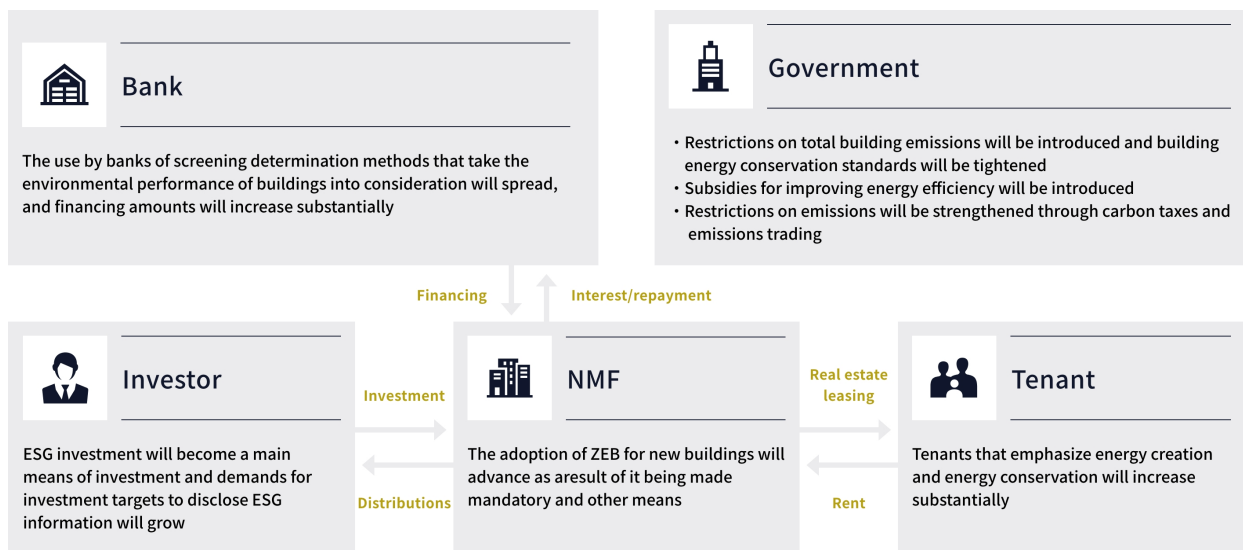 Bank
The use by banks of screening determination methods that take the
environmental performance of buildings into consideration will spread,
and financing amounts will increase substantially
Government
・Restrictions on total building emissions will be introduced and building
energy conservation standards will be tightened
・Subsidies for improving energy efficiency will be introduced
・Restrictions on emissions will be strengthened through carbon taxes and
emissions trading
Financing
Interest/repayment
Investor
ESG investment will become a main
means of investment and demands for
investment targets to disclose ESG
information will grow
Investment
Distributions
NMF
The adoption of ZEB for new buildings will
advance as aresult of it being made
mandatory and other means
Real estate
leasing
Rent
Tenant
Tenants that emphasize energy creation
and energy conservation will increase
substantially